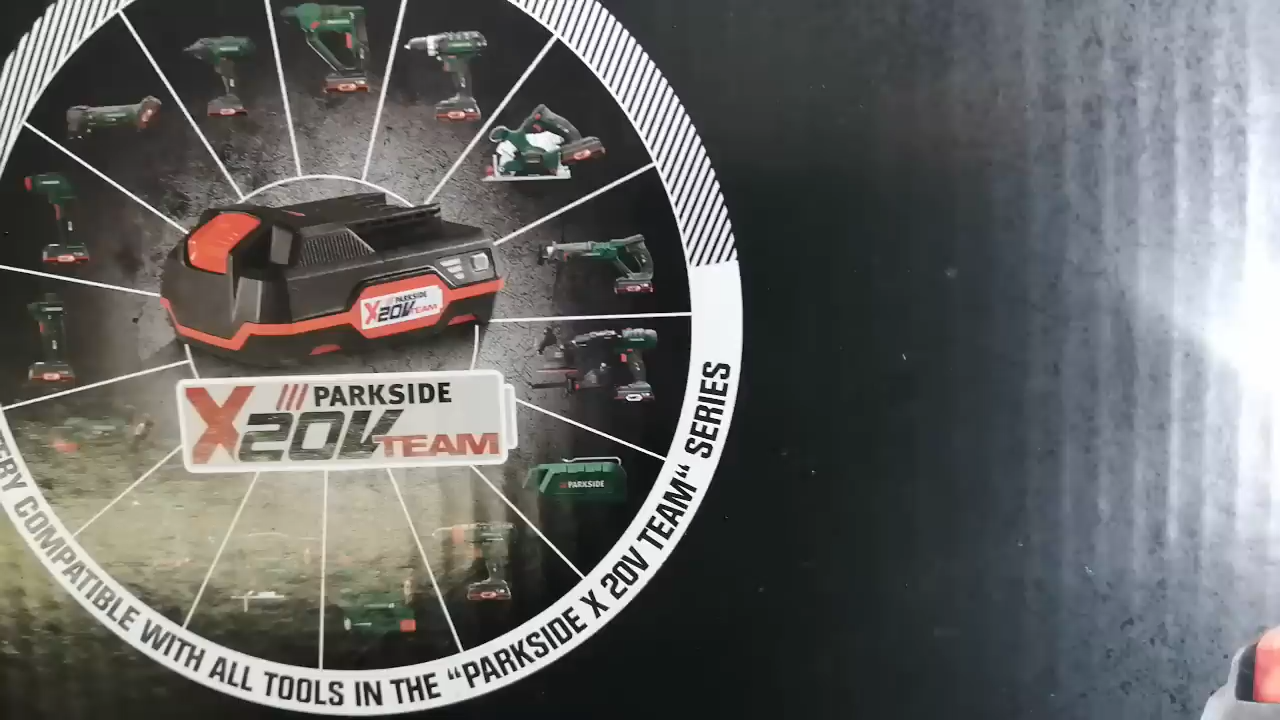 PARKSIDE
X20V TEAM
PARKSIDE
X20V TEAM
PARKSIDE
COMPATIBLE WITH ALL TOOLS IN THE “PARKSIDE X 20V TEAM“ SERIES